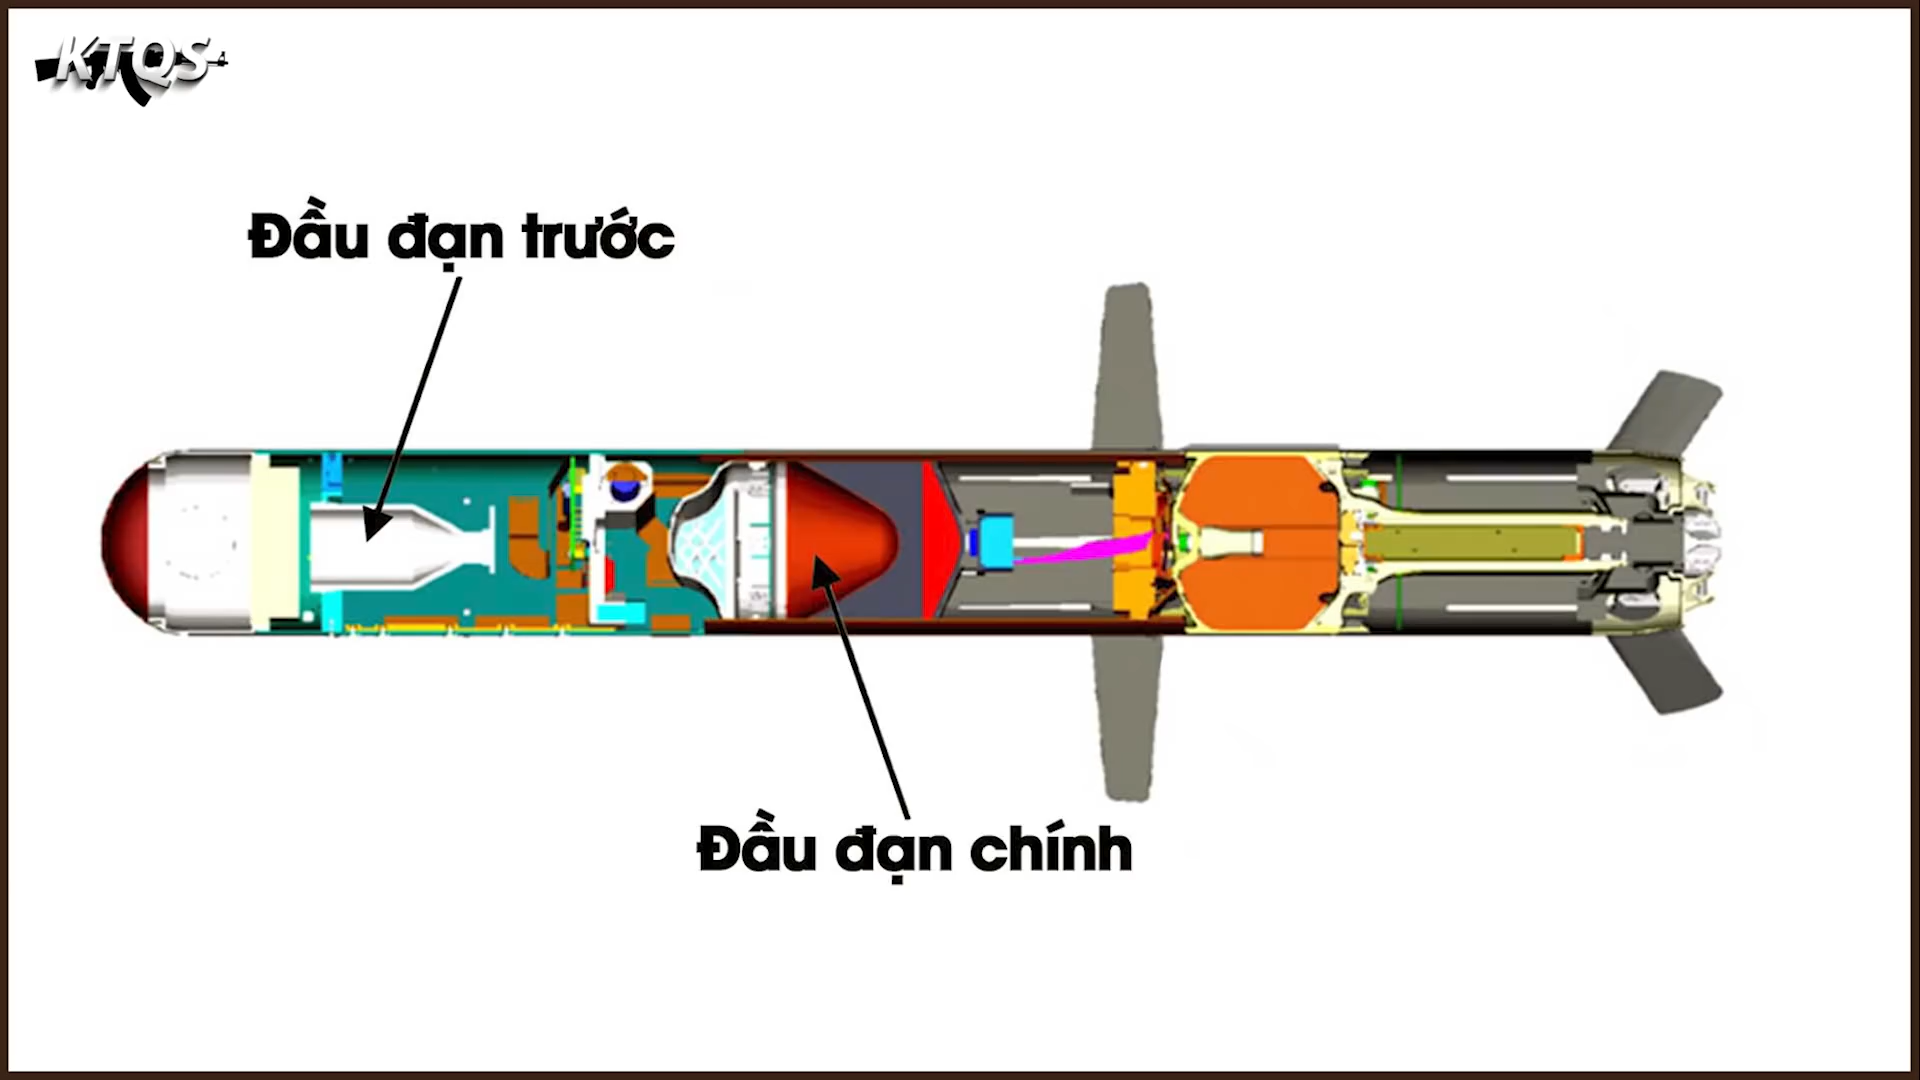 KTQS
Đầu đạn trước
Đầu đạn chính